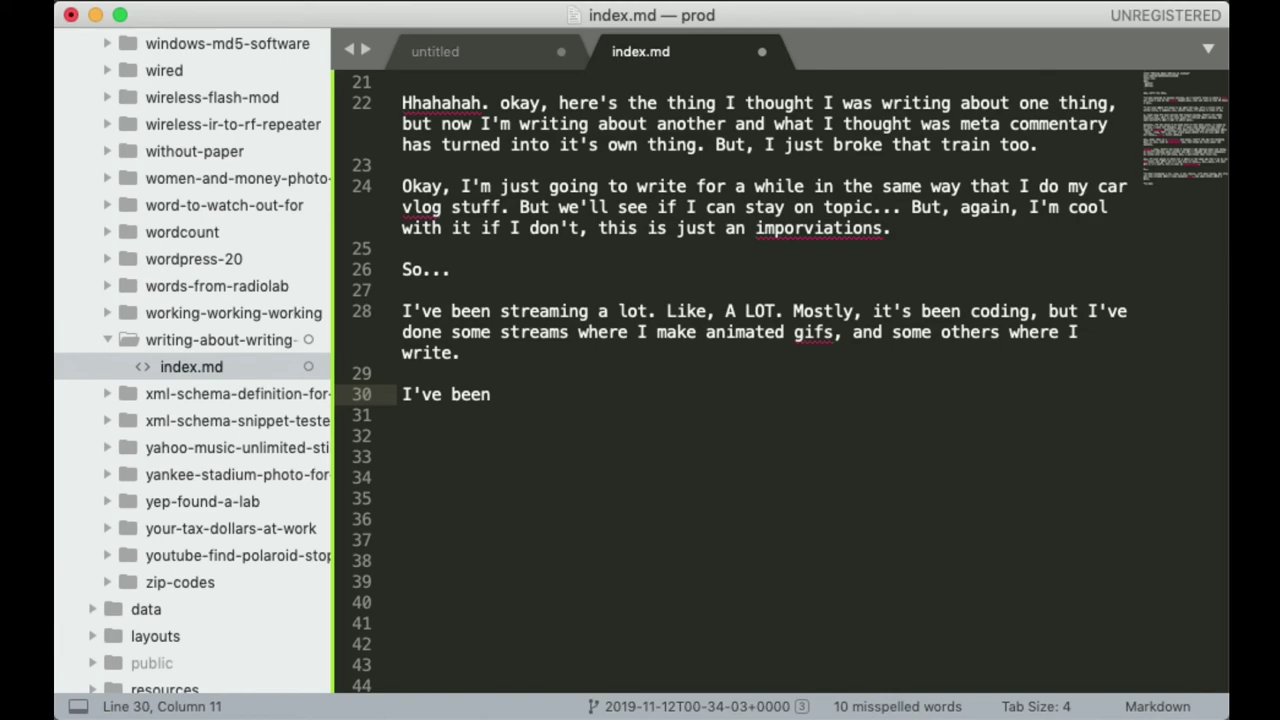 index.md — prod
UNREGISTERED
windows-md5-software
wired
wireless-flash-mod
wireless-ir-to-rf-repeater
without-paper
women-and-money-photo-
word-to-watch-out-for
wordcount
wordpress-20
words-from-radiolab
working-working-working
writing-about-writing-
<> index.md
xml-schema-definition-for-
xml-schema-snippet-teste
yahoo-music-unlimited-sti
yankee-stadium-photo-for-
yep-found-a-lab
your-tax-dollars-at-work
youtube-find-polaroid-stop
zip-codes
data
layouts
public
resources
untitled
index.md
21
22 Hhahahah. okay, here's the thing I thought I was writing about one thing,
but now I'm writing about another and what I thought was meta commentary
has turned into it's own thing. But, I just broke that train too.
23
24 Okay, I'm just going to write for a while in the same way that I do my car
vlog stuff. But we'll see if I can stay on topic... But, again, I'm cool
with it if I don't, this is just an imporviations.
25
26 So...
27
28 I've been streaming a lot. Like, A LOT. Mostly, it's been coding, but I've
done some streams where I make animated gifs, and some others where I
write.
29
30 I've been
31
32
33
34
35
36
37
38
39
40
41
42
43
44
Line 30, Column 11
2019-11-12T00-34-03+0000 3
10 misspelled words
Tab Size: 4
Markdown